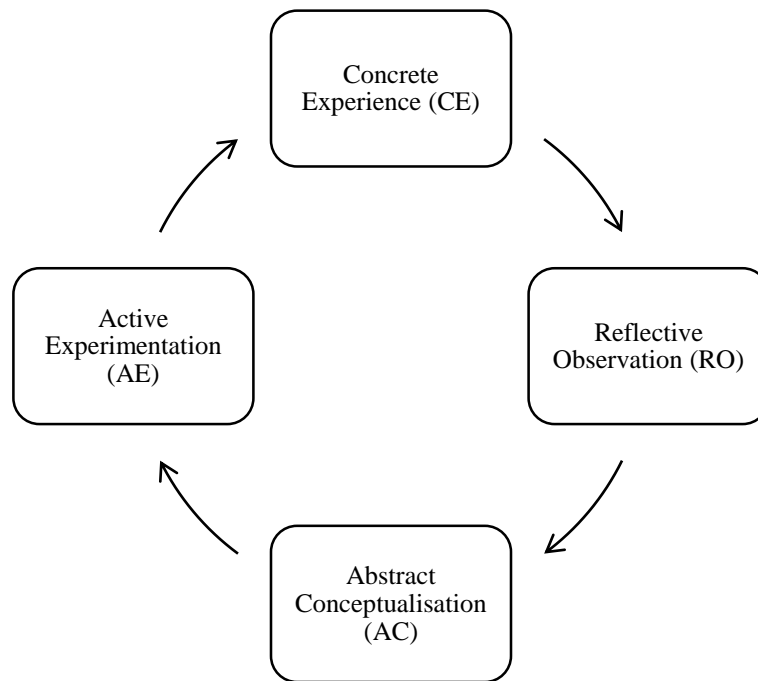 Concrete
Experience (CE)
Reflective
Observation (RO)
Abstract
Conceptualisation
(AC)
Active
Experimentation
(AE)